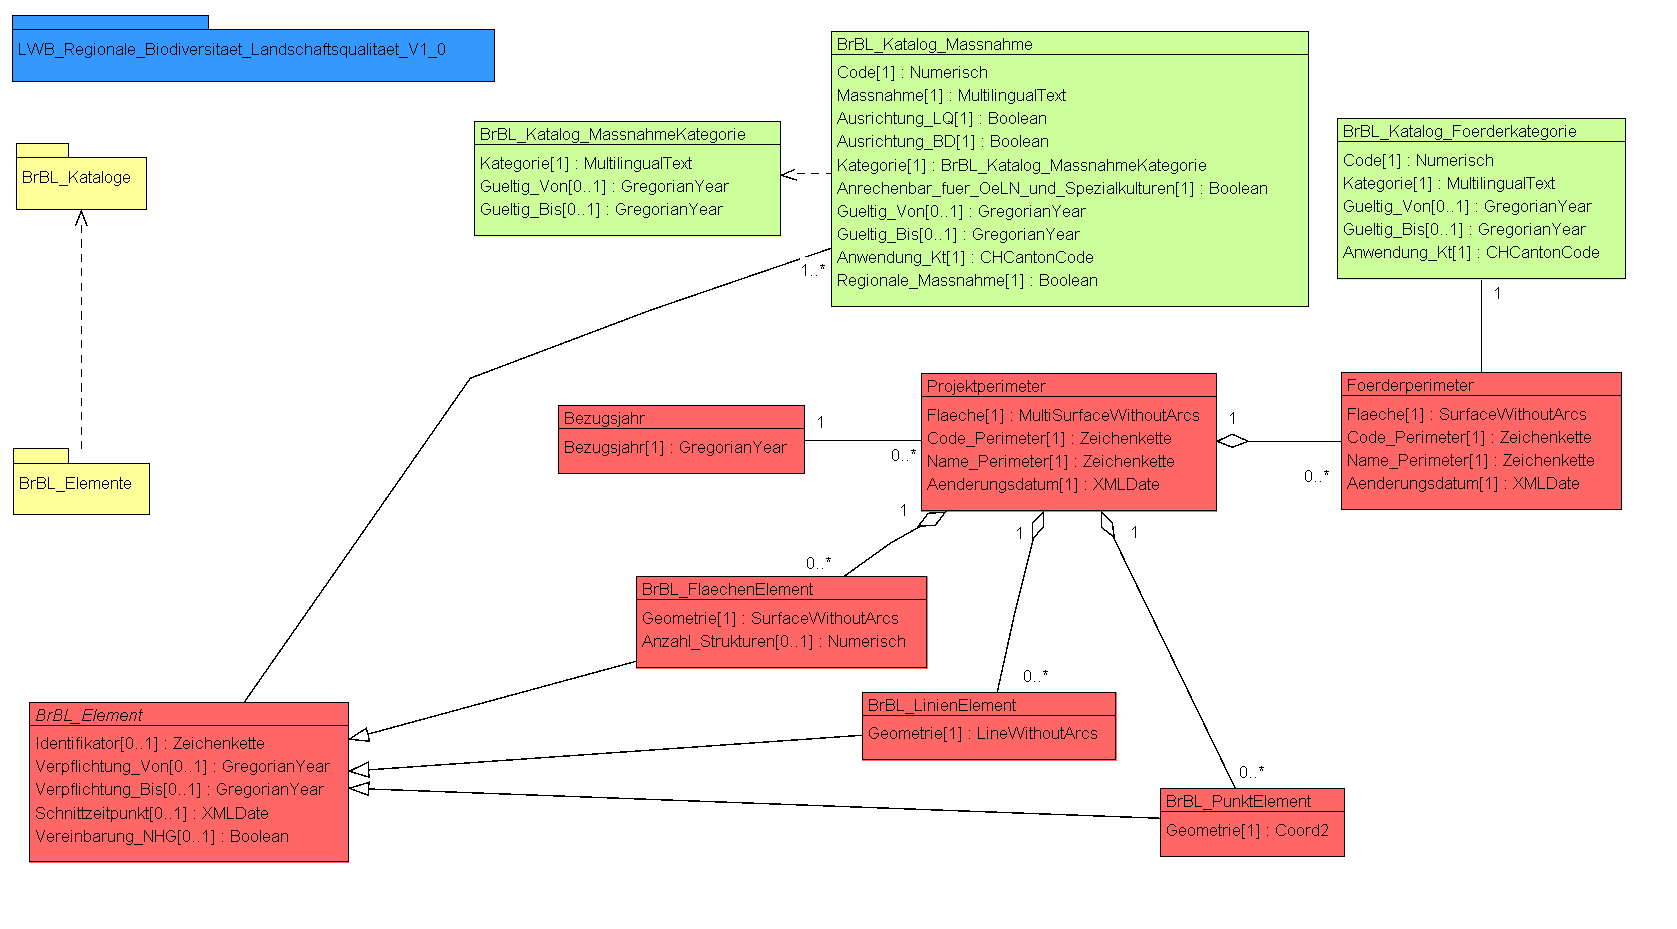 LWB_Regionale_Biodiversitaet_Landschaftsqualitaet_V1_0
BrBL_Kataloge
BrBL_Elemente
BrBL_Katalog_MassnahmeKategorie
Kategorie[1] : MultilingualText
Gueltig_Von[0..1] : GregorianYear
Gueltig_Bis[0..1] : GregorianYear
BrBL_Katalog_Massnahme
Code[1] : Numerisch
Massnahme[1] : MultilingualText
Ausrichtung_LQ[1] : Boolean
Ausrichtung_BD[1] : Boolean
Kategorie[1] : BrBL_Katalog_MassnahmeKategorie
Anrechenbar_fuer_OeLN_und_Spezialkulturen[1] : Boolean
Gueltig_Von[0..1] : GregorianYear
Gueltig_Bis[0..1] : GregorianYear
Anwendung_Kt[1] : CHCantonCode
Regionale_Massnahme[1] : Boolean
1..*
BrBL_Katalog_Foerderkategorie
Code[1] : Numerisch
Kategorie[1] : MultilingualText
Gueltig_Von[0..1] : GregorianYear
Gueltig_Bis[0..1] : GregorianYear
Anwendung_Kt[1] : CHCantonCode
1
Bezugsjahr
Bezugsjahr[1] : GregorianYear
1
0..*
Projektperimeter
Flaeche[1] : MultiSurfaceWithoutArcs
Code_Perimeter[1] : Zeichenkette
Name_Perimeter[1] : Zeichenkette
Aenderungsdatum[1] : XMLDate
1
0..*
Foerderperimeter
Flaeche[1] : SurfaceWithoutArcs
Code_Perimeter[1] : Zeichenkette
Name_Perimeter[1] : Zeichenkette
Aenderungsdatum[1] : XMLDate
1
1
1
0..*
BrBL_FlaechenElement
Geometrie[1] : SurfaceWithoutArcs
Anzahl_Strukturen[0..1] : Numerisch
0..*
BrBL_LinienElement
Geometrie[1] : LineWithoutArcs
0..*
BrBL_PunktElement
Geometrie[1] : Coord2
BrBL_Element
Identifikator[0..1] : Zeichenkette
Verpflichtung_Von[0..1] : GregorianYear
Verpflichtung_Bis[0..1] : GregorianYear
Schnittzeitpunkt[0..1] : XMLDate
Vereinbarung_NHG[0..1] : Boolean